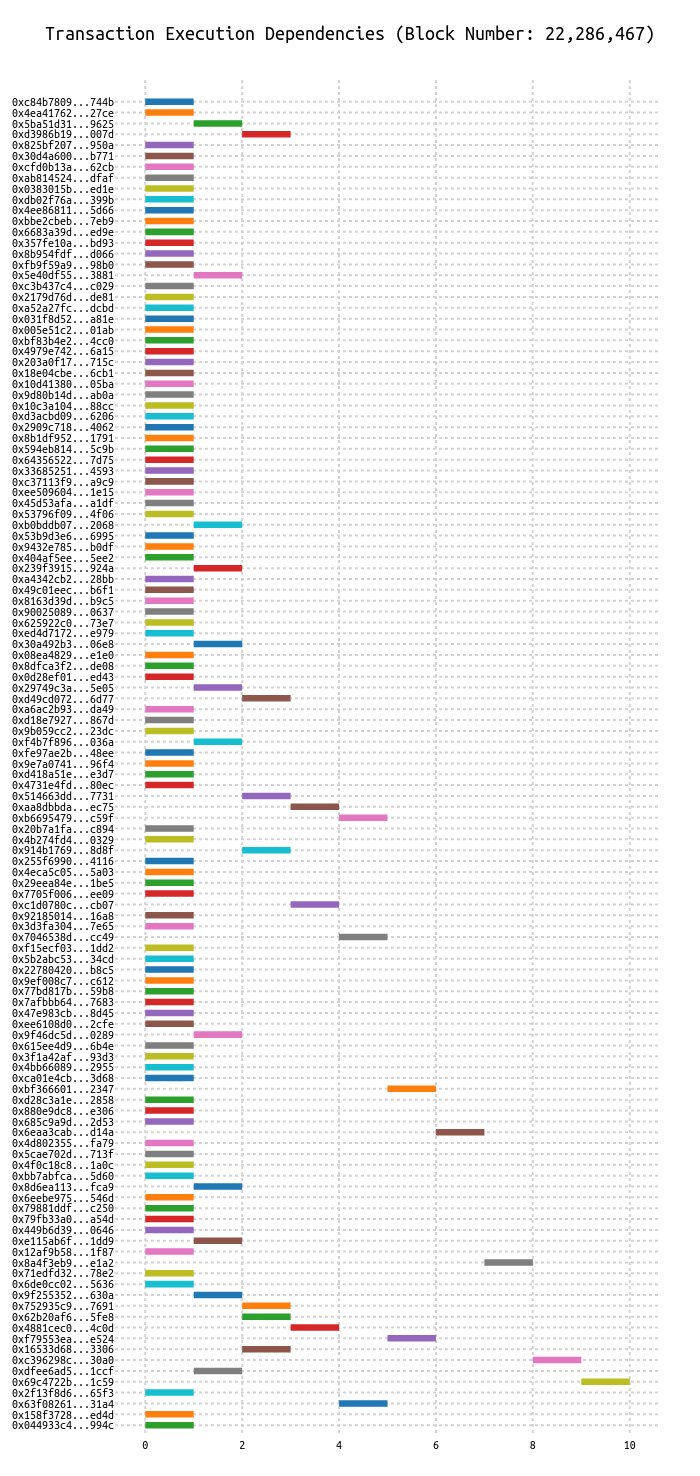 Transaction Execution Dependencies (Block Number: 22,286,467)
0xc84b7809...744b
0x4ea41762...27ce
0x5ba51d31...9625
0xd3986b19...007d
0x825bf207...950a
0x30d4a600...b771
0xcfd0b13a...62cb
0xab814524...dfaf
0x0383015b...ed1e
0xdb02f76a...399b
0x4ee86811...5d66
0xbbe2cbeb...7eb9
0x6683a39d...ed9e
0x357fe10a...bd93
0x8b954fdf...d066
0xfb9f59a9...98b0
0x5e40df55...3881
0xc3b437c4...c029
0x2179d76d...de81
0xa52a27fc...dcbd
0x031f8d52...a81e
0x005e51c2...01ab
0xbf83b4e2...4cc0
0x4979e742...6a15
0x203a0f17...715c
0x18e04cbe...6cb1
0x10d41380...05ba
0x9d80b14d...ab0a
0x10c3a104...88cc
0xd3acbd09...6206
0x2909c718...4062
0x8b1df952...1791
0x594eb814...5c9b
0x64356522...7d75
0x33685251...4593
0xc37113f9...a9c9
0xee509604...1e15
0x45d53afa...a1df
0x53796f09...4f06
0xb0bddb07...2068
0x53b9d3e6...6995
0x9432e785...b0df
0x404af5ee...5ee2
0x239f3915...924a
0xa4342cb2...28bb
0x49c01eec...b6f1
0x8163d39d...b9c5
0x90025089...0637
0x625922c0...73e7
0xed4d7172...e979
0x30a492b3...06e8
0x08ea4829...e1e0
0x8dfca3f2...de08
0x0d28ef01...ed43
0x29749c3a...5e05
0xd49cd072...6d77
0xa6ac2b93...da49
0xd18e7927...867d
0x9b059cc2...23dc
0xf4b7f896...036a
0xfe97ae2b...48ee
0x9e7a0741...96f4
0xd418a51e...e3d7
0x4731e4fd...80ec
0x514663dd...7731
0xaa8dbbda...ec75
0xb6695479...c59f
0x20b7a1fa...c894
0x4b274fd4...0329
0x914b1769...8d8f
0x255f6990...4116
0x4eca5c05...5a03
0x29eea84e...1be5
0x7705f006...ee09
0xc1d0780c...cb07
0x92185014...16a8
0x3d3fa304...7e65
0x7046538d...cc49
0xf15ecf03...1dd2
0x5b2abc53...34cd
0x22780420...b8c5
0x9ef008c7...c612
0x77bd817b...59b8
0x7afbbb64...7683
0x47e983cb...8d45
0xee6108d0...2cfe
0x9f46dc5d...0289
0x615ee4d9...6b4e
0x3f1a42af...93d3
0x4bb66089...2955
0xca01e4cb...3d68
0xbf366601...2347
0xd28c3a1e...2858
0x880e9dc8...e306
0x685c9a9d...2d53
0x6eaa3cab...d14a
0x4d802355...fa79
0x5cae702d...713f
0x4f0c18c8...1a0c
0xbb7abfca...5d60
0x8d6ea113...fca9
0x6eebe975...546d
0x79881ddf...c250
0x79fb33a0...a54d
0x449b6d39...0646
0xe115ab6f...1dd9
0x12af9b58...1f87
0x8a4f3eb9...e1a2
0x71edfd32...78e2
0x6de0cc02...5636
0x9f255352...630a
0x752935c9...7691
0x62b20af6...5fe8
0x4881cec0...4c0d
0xf79553ea...e524
0x16533d68...3306
0xc396298c...30a0
0xdfee6ad5...1ccf
0x69c4722b...1c59
0x2f13f8d6...65f3
0x63f08261...31a4
0x158f3728...ed4d
0x044933c4...994c
0 2 4 6 8 10